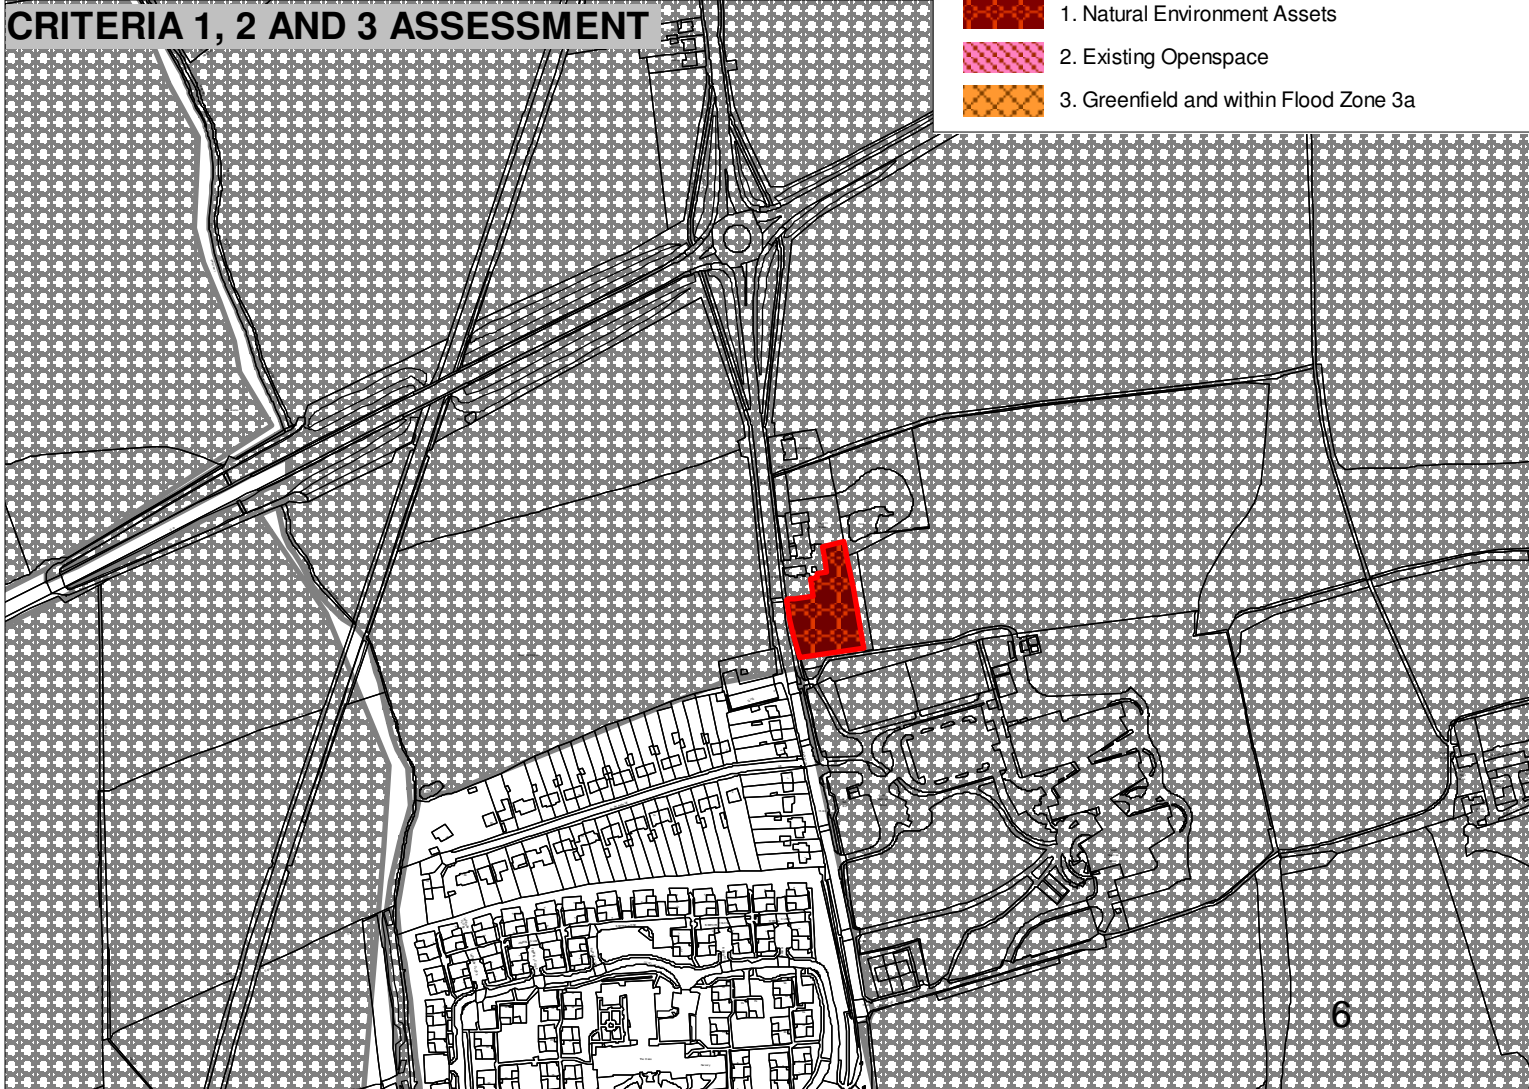 CRITERIA 1, 2 AND 3 ASSESSMENT
1. Natural Environment Assets
2. Existing Openspace
3. Greenfield and within Flood Zone 3a
6